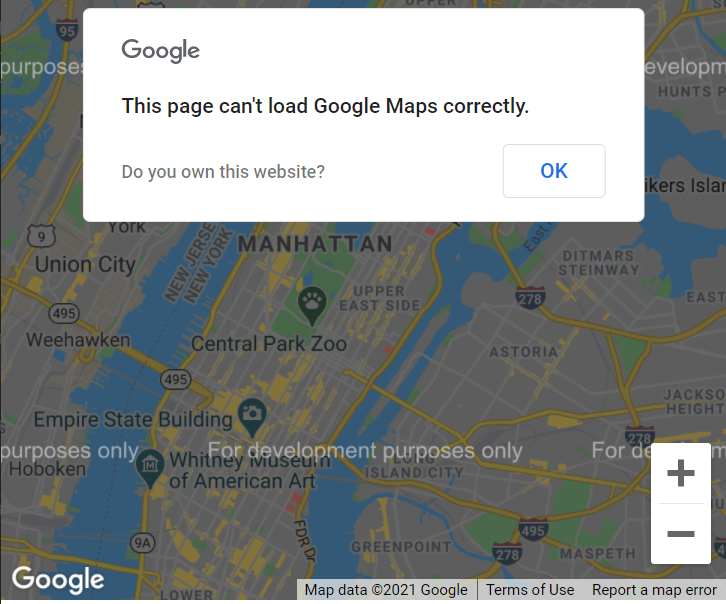 95
Google
This page can't load Google Maps correctly.
Do you own this website?
OK
purposes
HUNTS P
York
9
Union City
NEW JERSEY
NEW YORK
MANHATTAN
DITMARS
STEINWAY
EAST
278
UPPER
EAST SIDE
495
Weehawken
Central Park Zoo
ASTORIA
495
JACKSO
HEIGHT
Empire State Building
278
purposes only
For development purposes only
For de
Hoboken
Whitney Museum
of American Art
LONG
ISLAND CITY
+
−
FDR Dr
495
9A
GREENPOINT
278
MASPETH
Google
LOWER
Map data ©2021 Google
Terms of Use
Report a map error